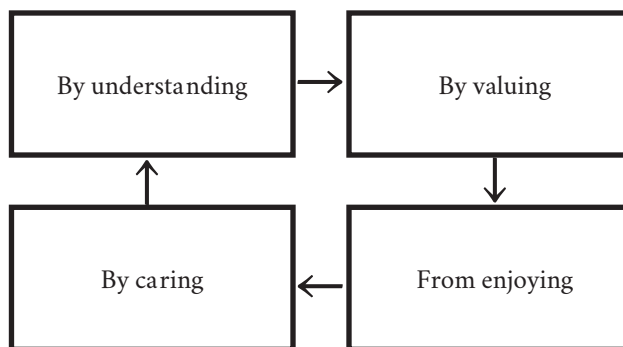 By understanding
By valuing
By caring
From enjoying